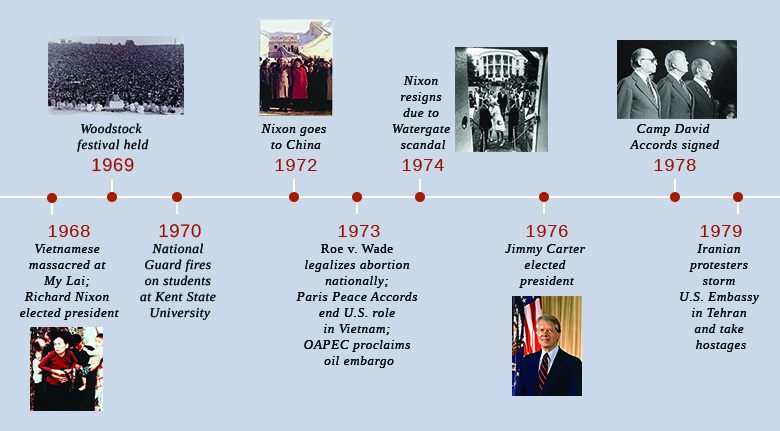 Woodstock
festival held
1969
Nixon goes
to China
1972
Nixon
resigns
due to
Watergate
scandal
1974
Camp David
Accords signed
1978
1968
Vietnamese
massacred at
My Lai;
Richard Nixon
elected president
1970
National
Guard fires
on students
at Kent State
University
1973
Roe v. Wade
legalizes abortion
nationally;
Paris Peace Accords
end U.S. role
in Vietnam;
OAPEC proclaims
oil embargo
1976
Jimmy Carter
elected
president
1979
Iranian
protesters
storm
U.S. Embassy
in Tehran
and take
hostages